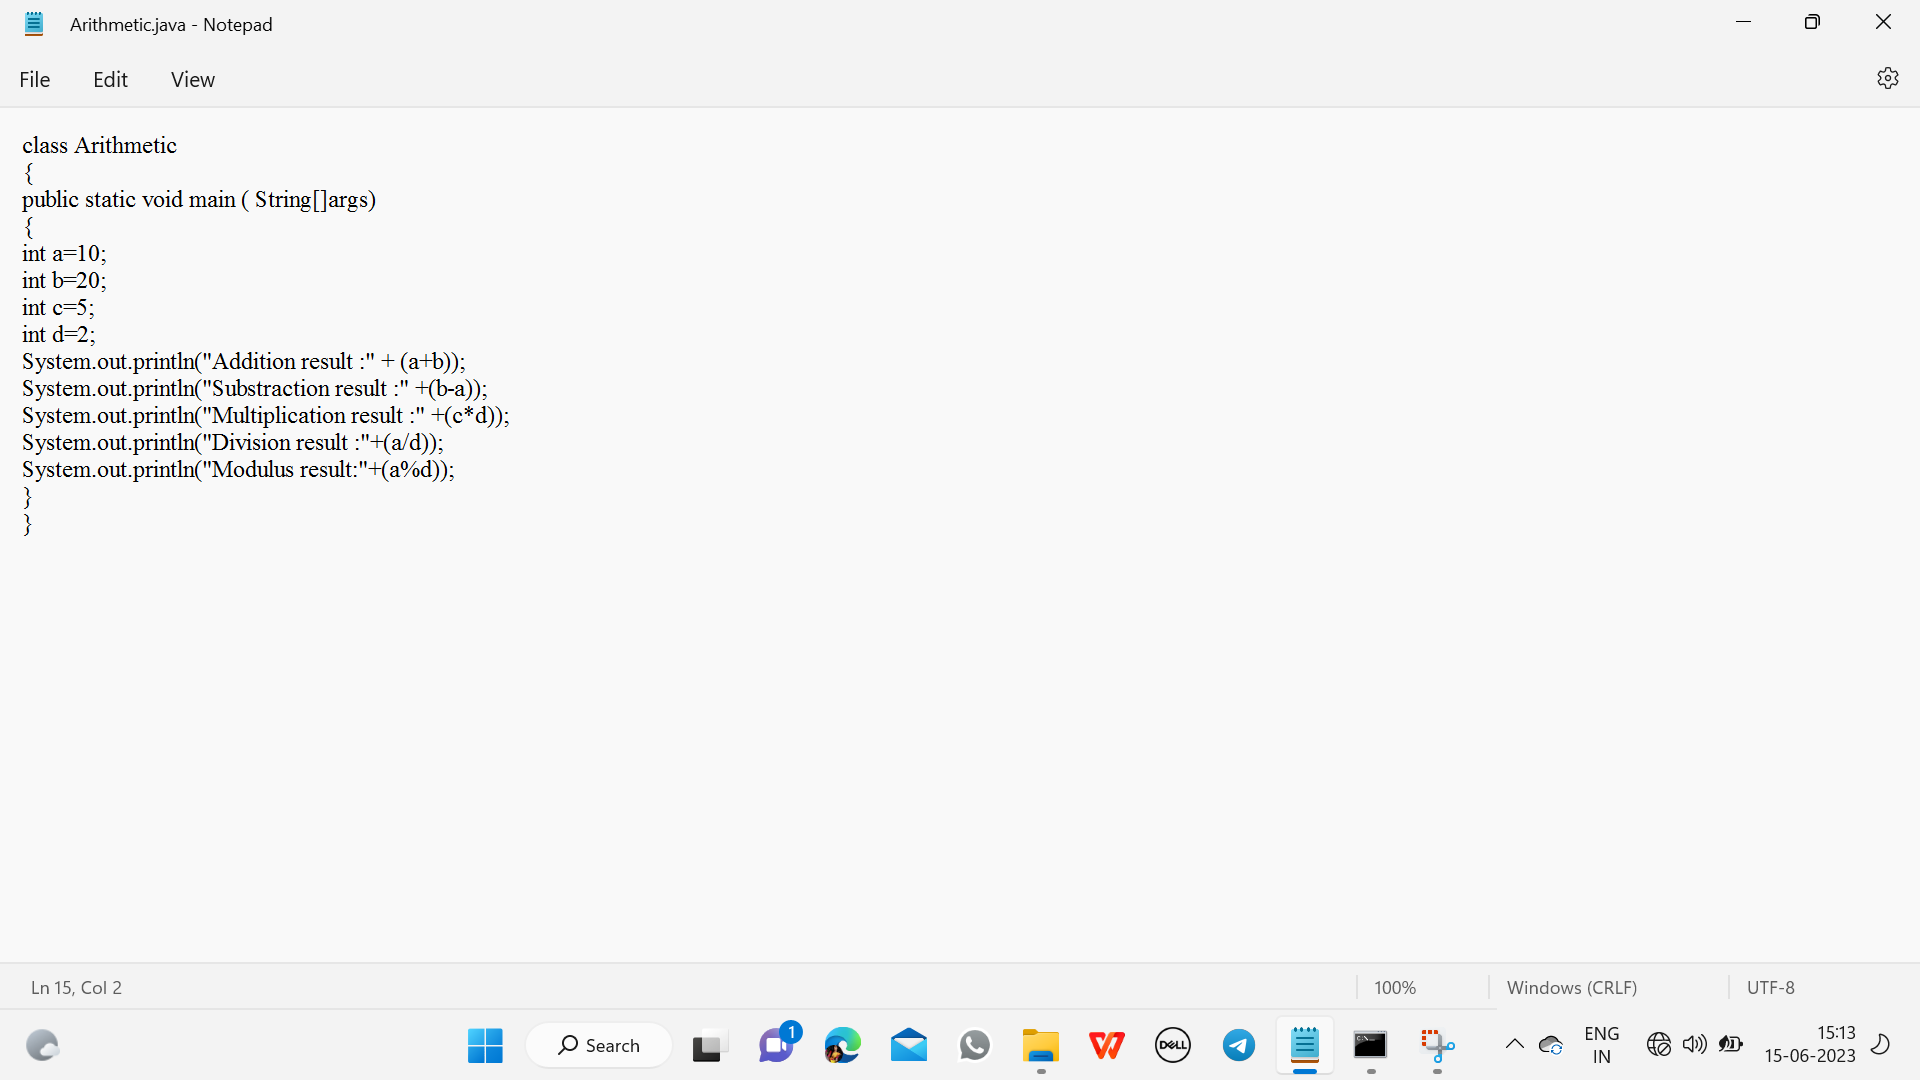 Arithmetic.java - Notepad
File Edit View
class Arithmetic
{
public static void main ( String[]args)
{
int a=10;
int b=20;
int c=5;
int d=2;
System.out.println("Addition result :" + (a+b));
System.out.println("Substraction result :" +(b-a));
System.out.println("Multiplication result :" +(c*d));
System.out.println("Division result :"+(a/d));
System.out.println("Modulus result:"+(a%d));
}
}
Ln 15, Col 2 100% Windows (CRLF) UTF-8
Search 1 W DELL C:\ ENG IN 15:13
15-06-2023